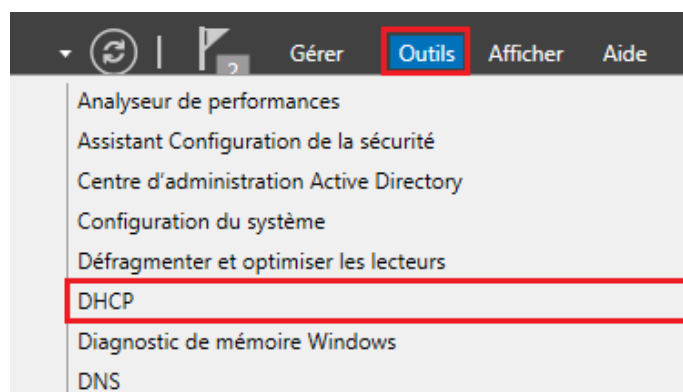 2 Gérer Outils Afficher Aide
Analyseur de performances
Assistant Configuration de la sécurité
Centre d'administration Active Directory
Configuration du système
Défragmenter et optimiser les lecteurs
DHCP
Diagnostic de mémoire Windows
DNS